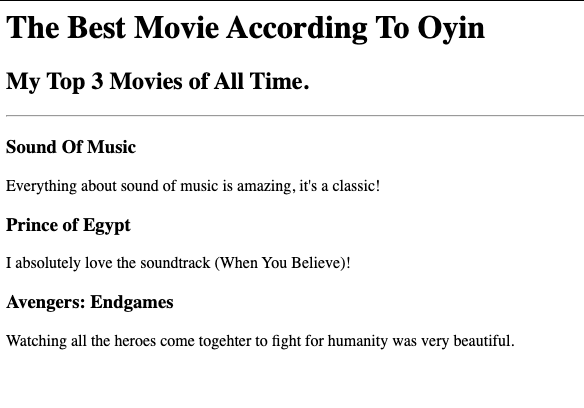 The Best Movie According To Oyin
My Top 3 Movies of All Time.
Sound Of Music
Everything about sound of music is amazing, it's a classic!
Prince of Egypt
I absolutely love the soundtrack (When You Believe)!
Avengers: Endgames
Watching all the heroes come togehter to fight for humanity was very beautiful.